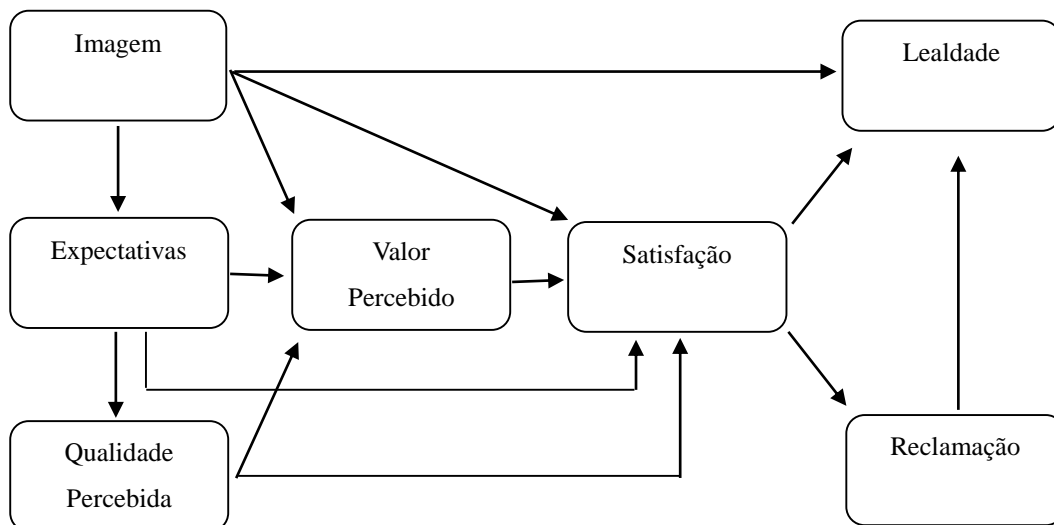 Imagem
Lealdade
Expectativas
Valor
Percebido
Satisfação
Qualidade
Percebida
Reclamação